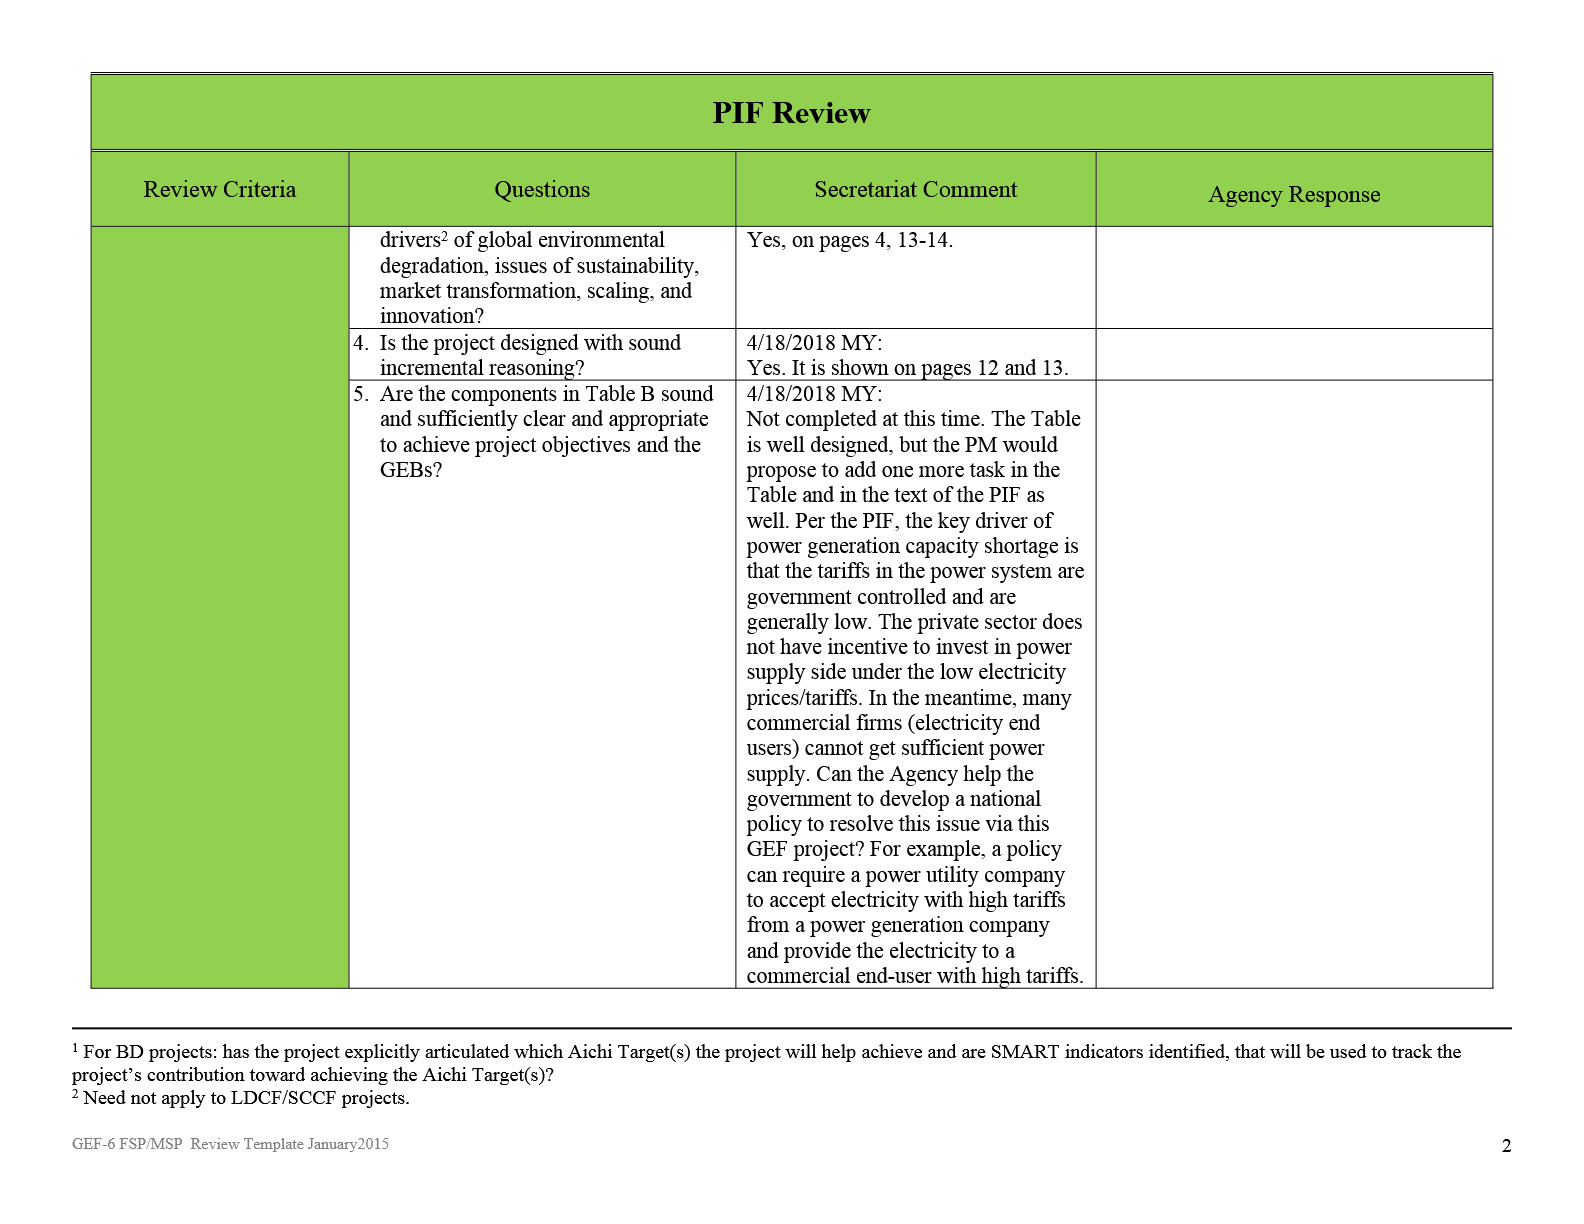 PIF Review
Review Criteria
Questions
Secretariat Comment
Agency Response
drivers² of global environmental
degradation, issues of sustainability,
market transformation, scaling, and
innovation?
Yes, on pages 4, 13-14.
4. Is the project designed with sound
incremental reasoning?
4/18/2018 MY:
Yes. It is shown on pages 12 and 13.
5. Are the components in Table B sound
and sufficiently clear and appropriate
to achieve project objectives and the
GEBs?
4/18/2018 MY:
Not completed at this time. The Table
is well designed, but the PM would
propose to add one more task in the
Table and in the text of the PIF as
well. Per the PIF, the key driver of
power generation capacity shortage is
that the tariffs in the power system are
government controlled and are
generally low. The private sector does
not have incentive to invest in power
supply side under the low electricity
prices/tariffs. In the meantime, many
commercial firms (electricity end
users) cannot get sufficient power
supply. Can the Agency help the
government to develop a national
policy to resolve this issue via this
GEF project? For example, a policy
can require a power utility company
to accept electricity with high tariffs
from a power generation company
and provide the electricity to a
commercial end-user with high tariffs.
¹ For BD projects: has the project explicitly articulated which Aichi Target(s) the project will help achieve and are SMART indicators identified, that will be used to track the
project’s contribution toward achieving the Aichi Target(s)?
² Need not apply to LDCF/SCCF projects.
GEF-6 FSP/MSP  Review Template January2015
2